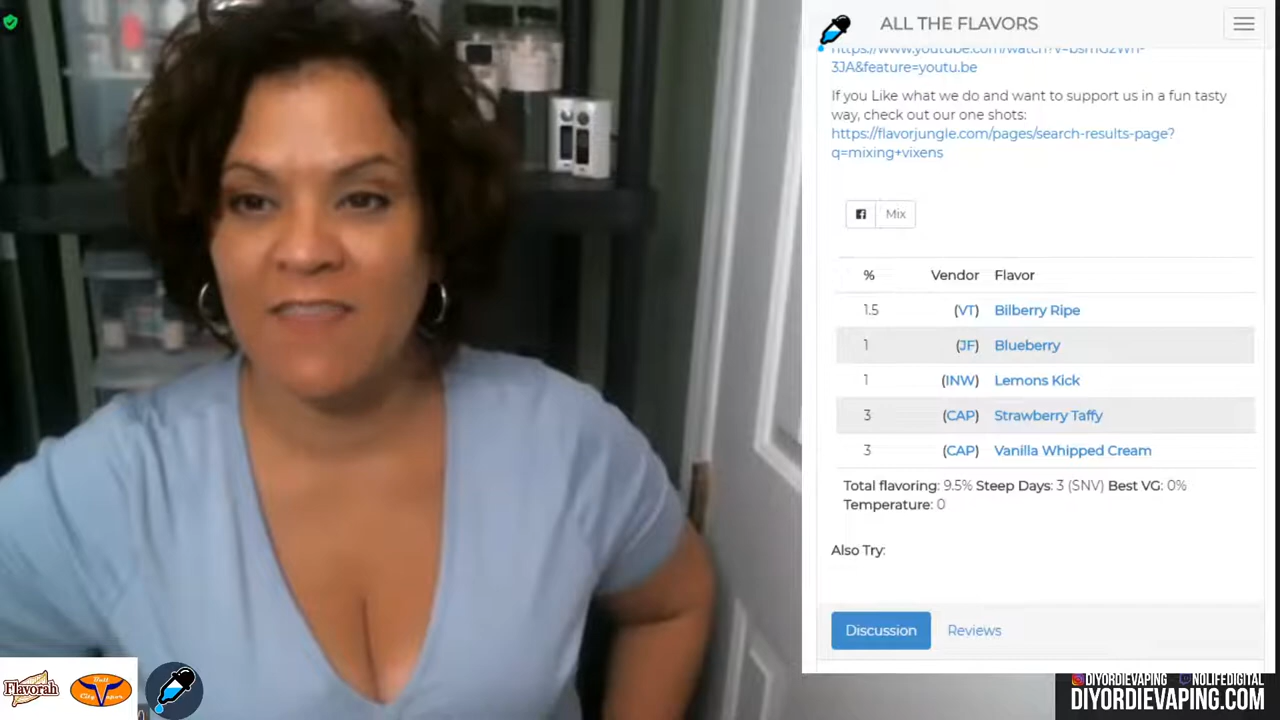 ALL THE FLAVORS
3JA&feature=youtu.be
If you Like what we do and want to support us in a fun tasty
way, check out our one shots:
https://flavorjungle.com/pages/search-results-page?
q=mixing+vixens
Mix
% Vendor Flavor
1.5 (VT) Bilberry Ripe
1 (JF) Blueberry
1 (INW) Lemons Kick
3 (CAP) Strawberry Taffy
3 (CAP) Vanilla Whipped Cream
Total flavoring: 9.5% Steep Days: 3 (SNV) Best VG: 0%
Temperature: 0
Also Try:
Discussion Reviews
Flavorah
Bull City Vapor
DIYORDIEVAPING NOLIFEDIGITAL
DIYORDIEVAPING.COM